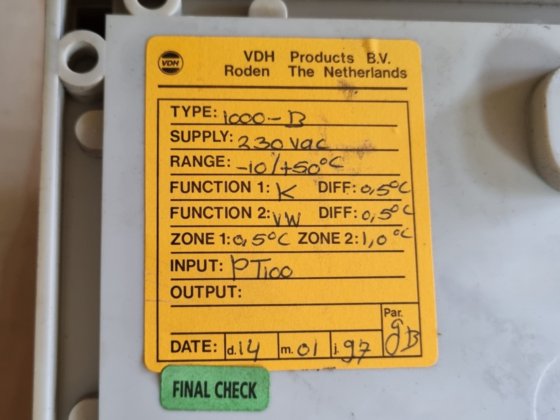 VDH
VDH Products B.V.
Roden The Netherlands
TYPE: 1000-B
SUPPLY: 230 vac
RANGE: -10/+50°C
FUNCTION 1: K DIFF: 0,5°C
FUNCTION 2: VW DIFF: 0,5°C
ZONE 1: 0,5°C ZONE 2: 1,0°C
INPUT: PT100
OUTPUT:
Par.
gB
DATE: d.14 m.01 j.97
FINAL CHECK